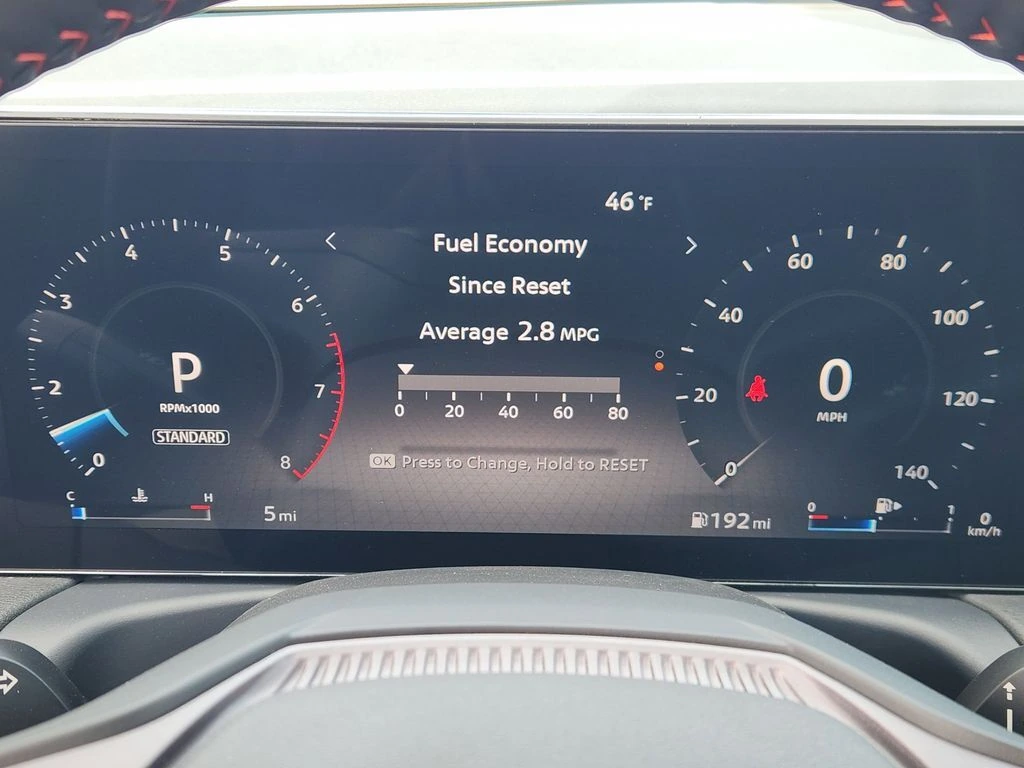 46 °F
< Fuel Economy >
Since Reset
Average 2.8 MPG
0 20 40 60 80
OK Press to Change, Hold to RESET
0 2 3 4 5 6 7 8
P
RPMx1000
STANDARD
0 20 40 60 80 100 120 140
0
MPH
C H
5 mi
192 mi
0 1
0
km/h